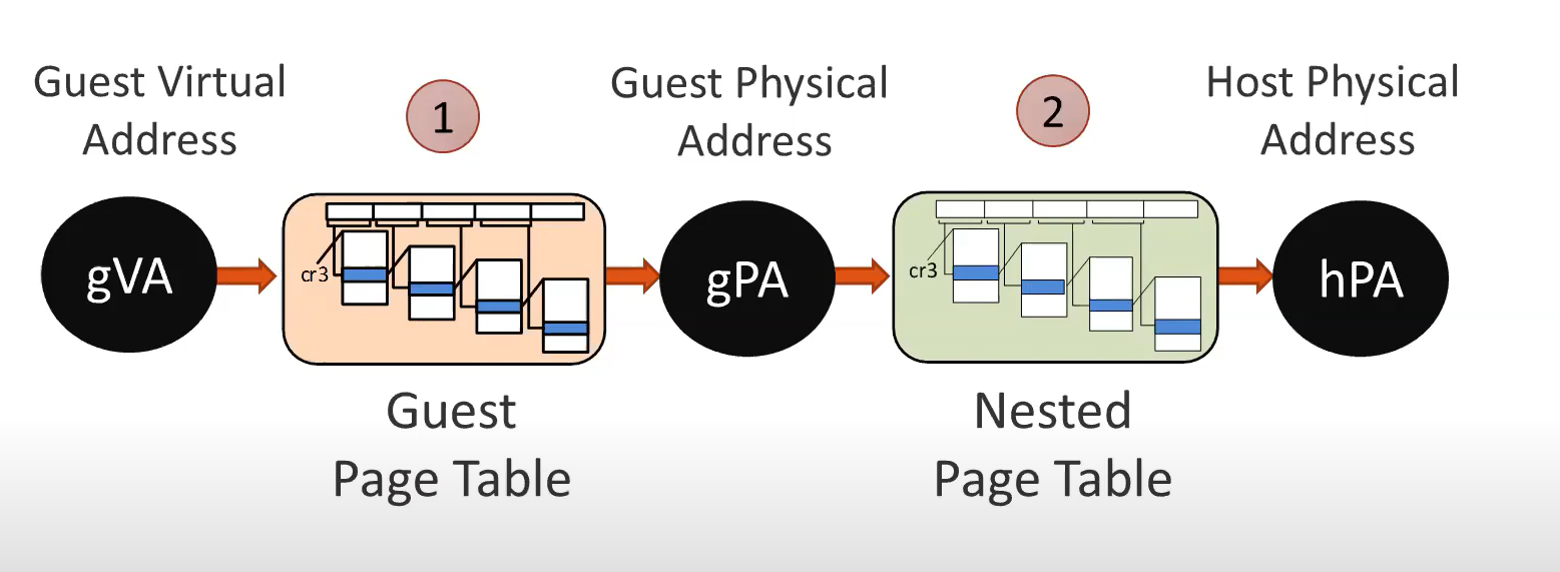 Guest Virtual
Address
1
Guest Physical
Address
2
Host Physical
Address
gVA
cr3
gPA
cr3
hPA
Guest
Page Table
Nested
Page Table